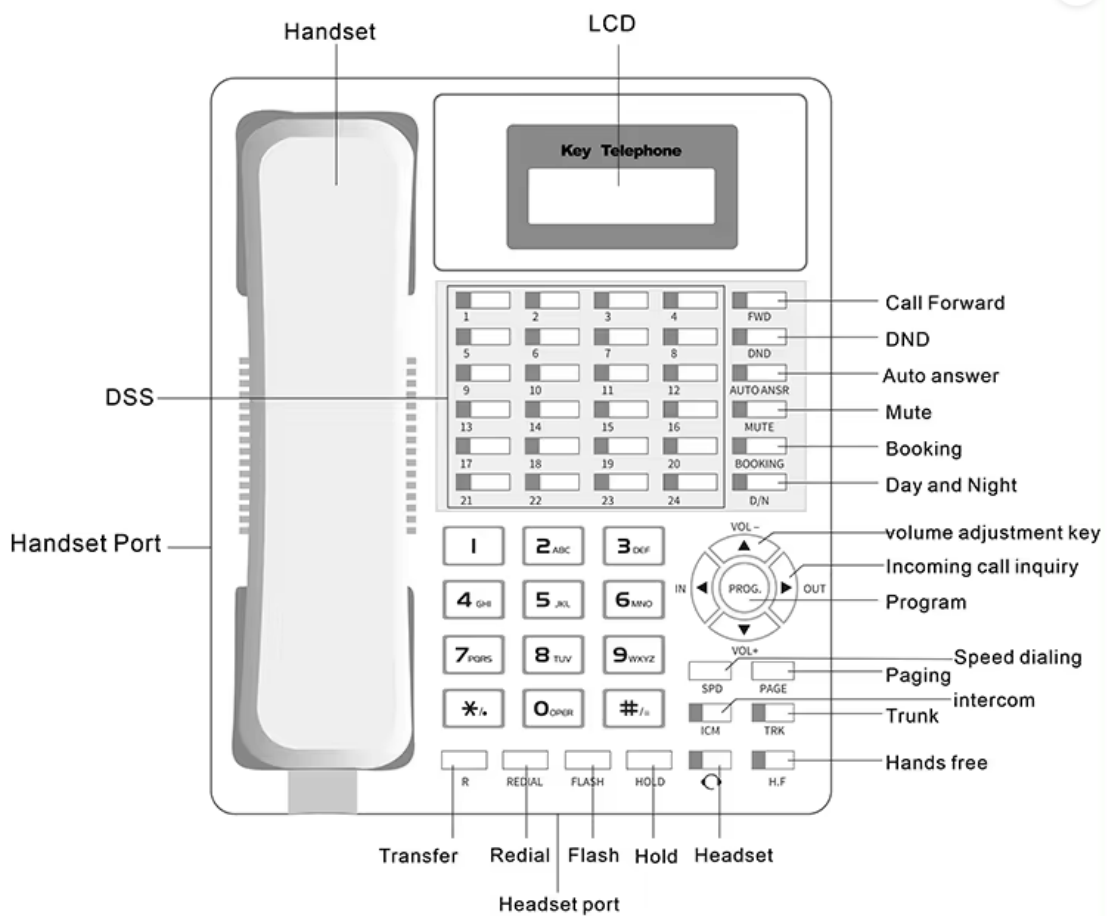 LCD
Handset
Key Telephone
1 2 3 4 FWD
Call Forward
5 6 7 8 DND
DND
9 10 11 12 AUTO ANSR
Auto answer
DSS
13 14 15 16 MUTE
Mute
17 18 19 20 BOOKING
Booking
21 22 23 24 D/N
Day and Night
Handset Port
1 2 ABC 3 DEF
4 GHI 5 JKL 6 MNO
7 PQRS 8 TUV 9 WXYZ
*/. 0 OPER #/=
VOL−
volume adjustment key
Incoming call inquiry
IN PROG. OUT
Program
VOL+
Speed dialing
Paging
SPD PAGE
intercom
Trunk
ICM TRK
Hands free
R REDIAL FLASH HOLD H.F
Transfer Redial Flash Hold Headset
Headset port